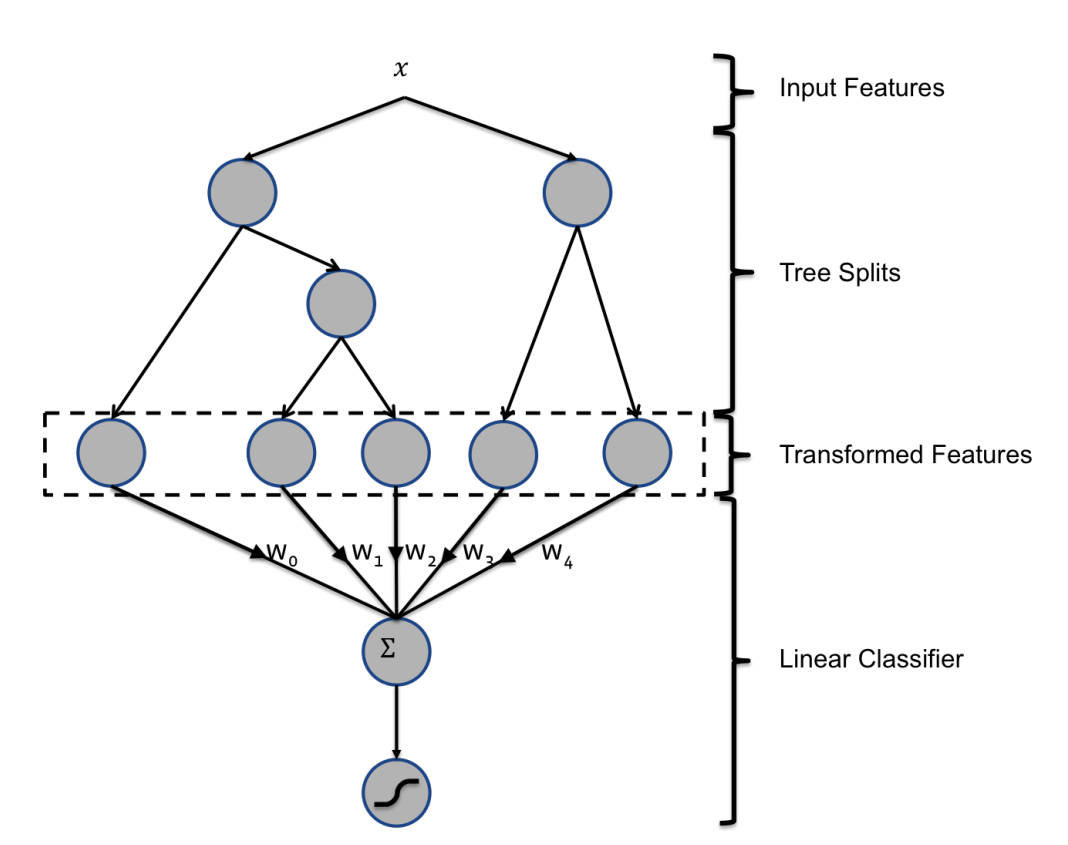 x
Input Features
Tree Splits
Transformed Features
W₀ W₁ W₂ W₃ W₄
Σ
Linear Classifier